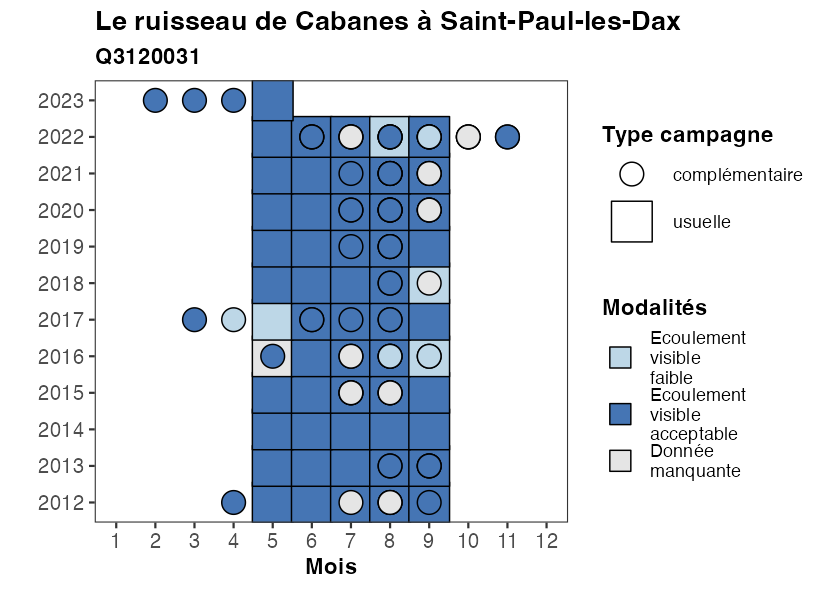 Le ruisseau de Cabanes à Saint-Paul-les-Dax
Q3120031
2023
2022
2021
2020
2019
2018
2017
2016
2015
2014
2013
2012
1 2 3 4 5 6 7 8 9 10 11 12
Mois
Type campagne
complémentaire
usuelle
Modalités
Ecoulement
visible
faible
Ecoulement
visible
acceptable
Donnée
manquante